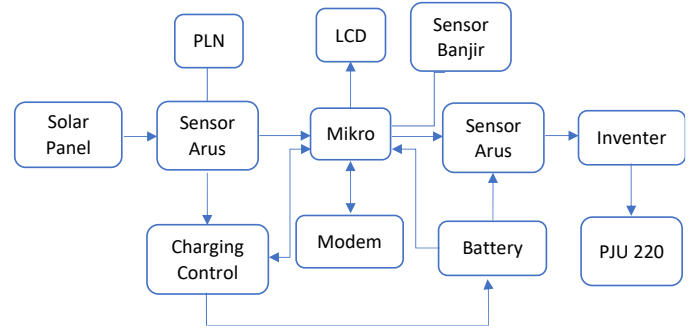 PLN
LCD
Sensor
Banjir
Solar
Panel
Sensor
Arus
Mikro
Sensor
Arus
Inventer
Charging
Control
Modem
Battery
PJU 220